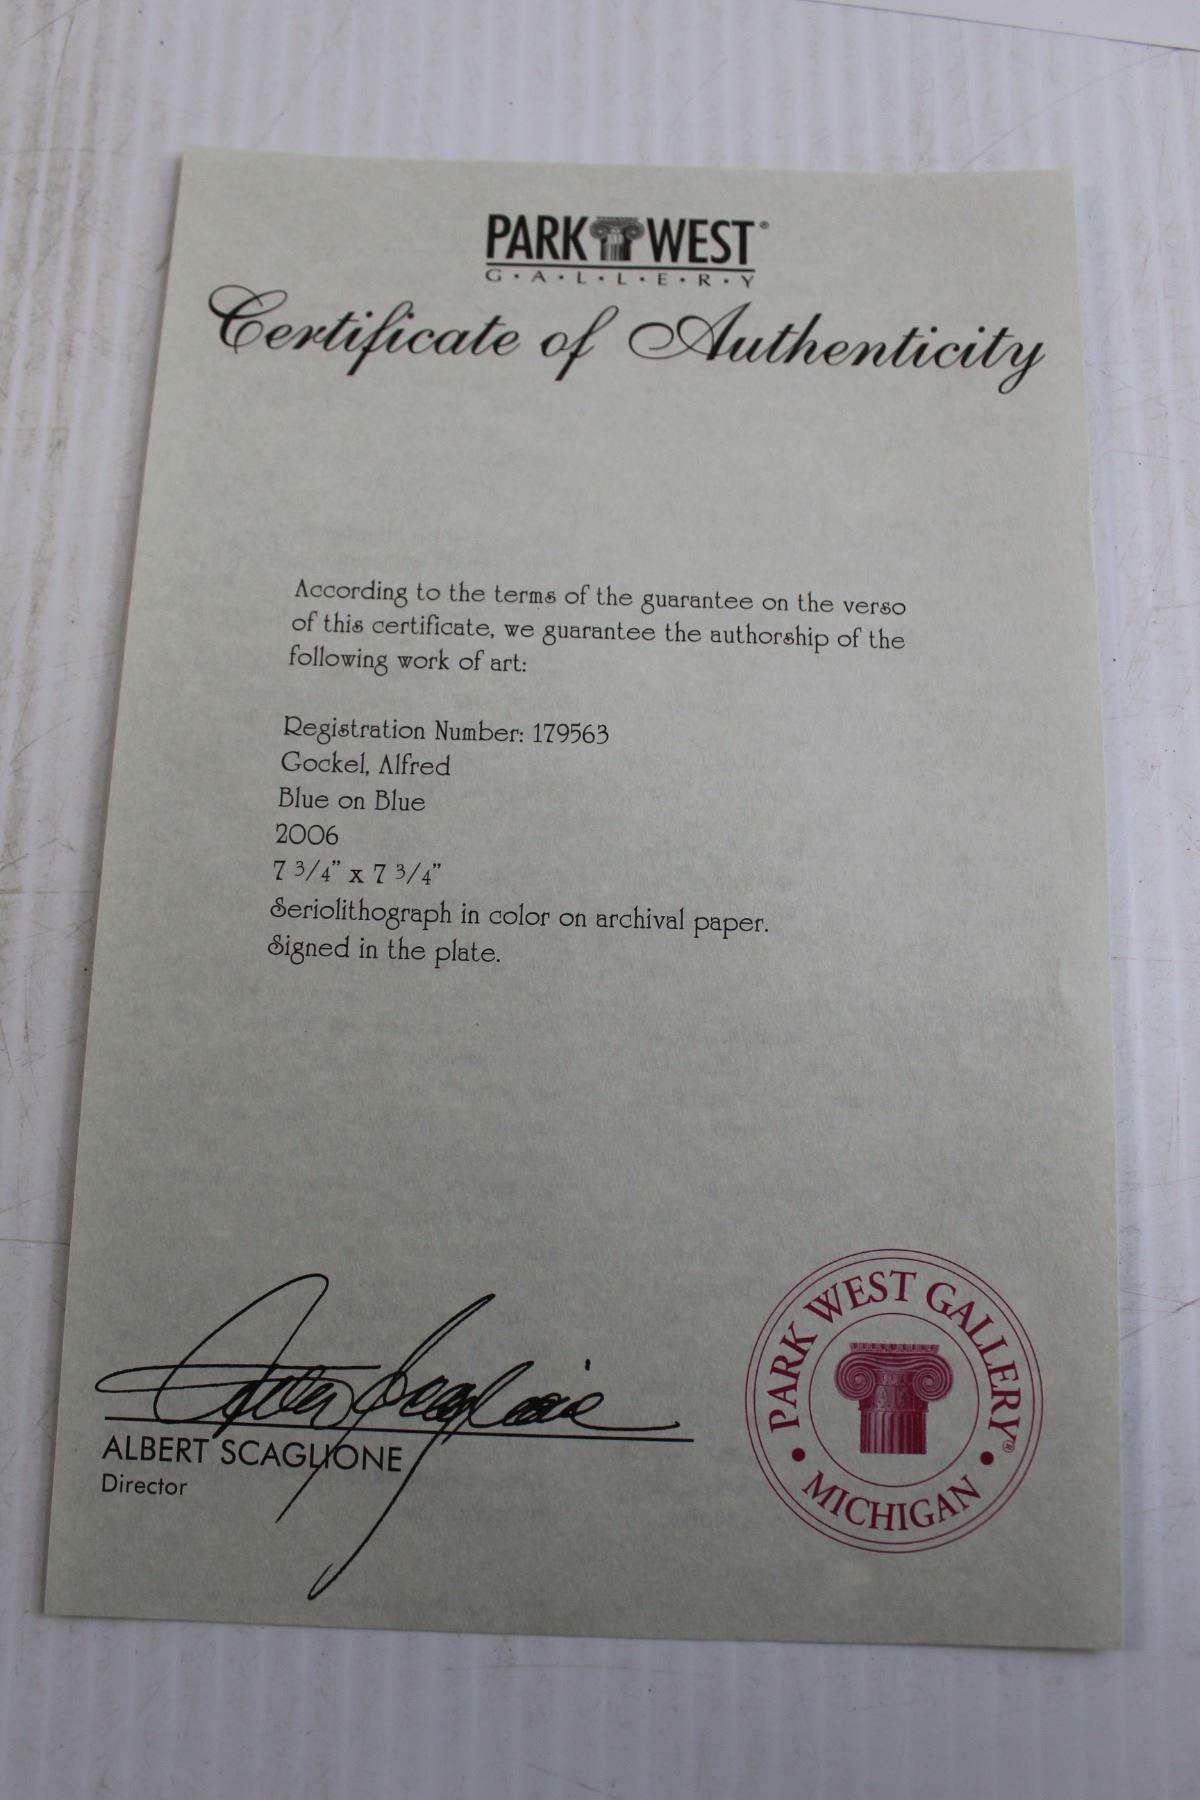 PARK WEST®
G·A·L·L·E·R·Y
Certificate of Authenticity
According to the terms of the guarantee on the verso
of this certificate, we guarantee the authorship of the
following work of art:
Registration Number: 179563
Gockel, Alfred
Blue on Blue
2006
7 3/4" x 7 3/4"
Seriolithograph in color on archival paper.
Signed in the plate.
ALBERT SCAGLIONE
Director
PARK WEST GALLERY®
• MICHIGAN •